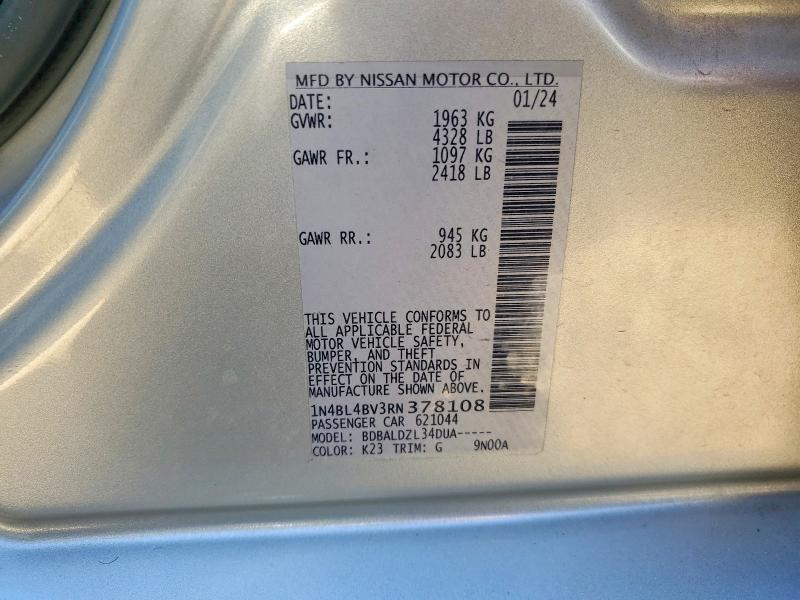 MFD BY NISSAN MOTOR CO., LTD.
DATE: 01/24
GVWR: 1963 KG
4328 LB
GAWR FR.: 1097 KG
2418 LB
GAWR RR.: 945 KG
2083 LB
THIS VEHICLE CONFORMS TO
ALL APPLICABLE FEDERAL
MOTOR VEHICLE SAFETY,
BUMPER, AND THEFT
PREVENTION STANDARDS IN
EFFECT ON THE DATE OF
MANUFACTURE SHOWN ABOVE.
1N4BL4BV3RN378108
PASSENGER CAR 621044
MODEL: BDBALDZL34DUA-----
COLOR: K23 TRIM: G 9N00A